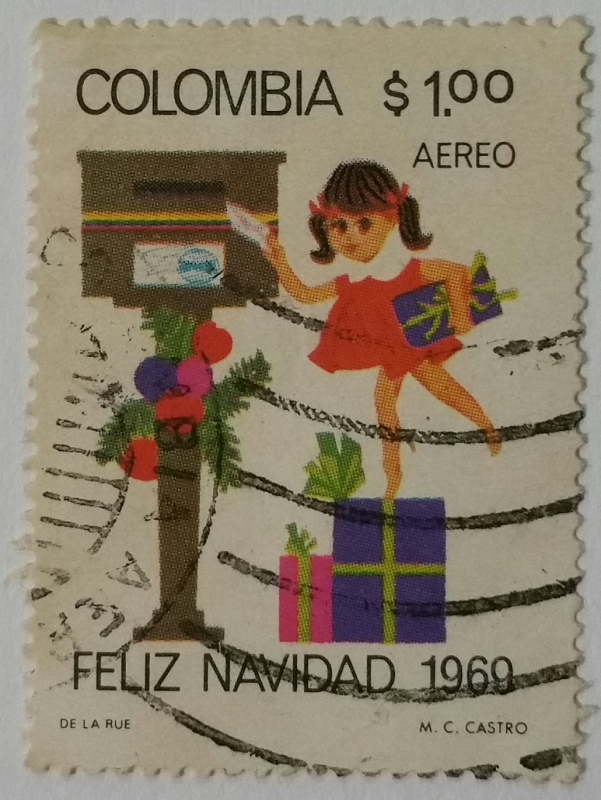 COLOMBIA $1.00
AEREO
FELIZ NAVIDAD 1969
DE LA RUE M. C. CASTRO